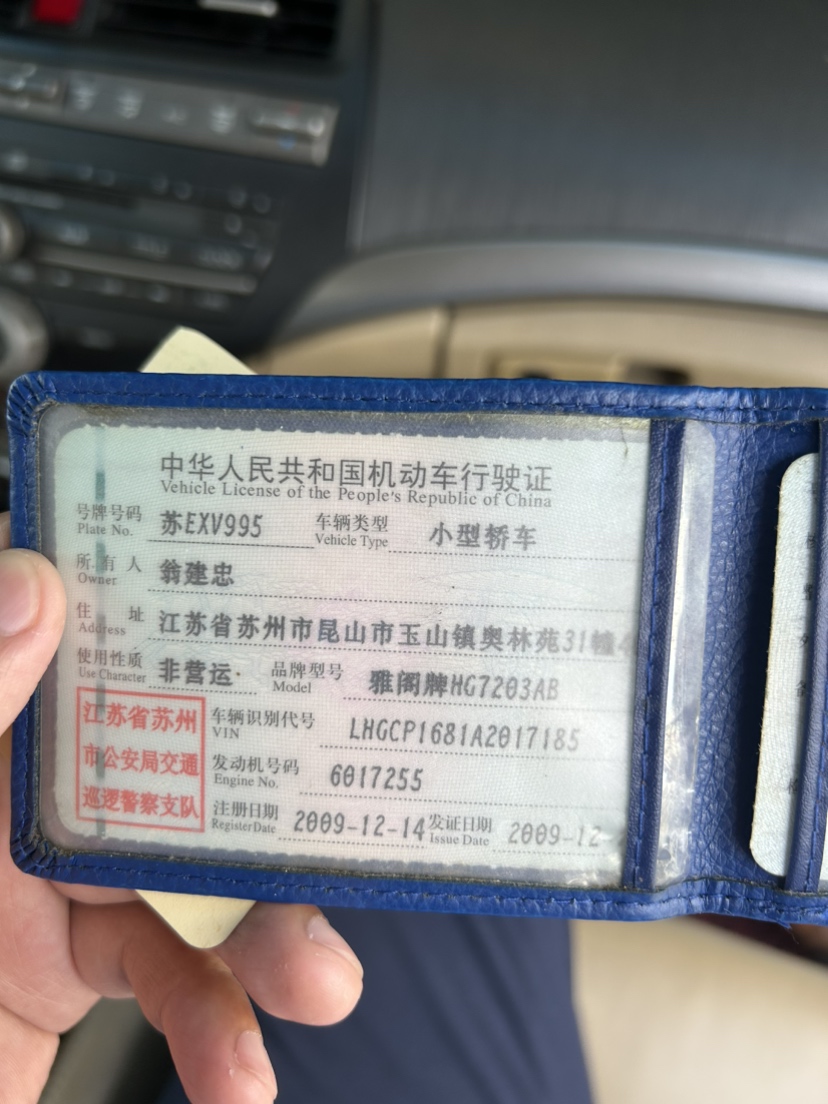 中华人民共和国机动车行驶证
Vehicle License of the People's Republic of China
号牌号码 苏EXV995 车辆类型 小型轿车
Plate No. Vehicle Type
所有人 翁建忠
Owner
住址 江苏省苏州市昆山市玉山镇奥林苑31幢
Address
使用性质 非营运 品牌型号 雅阁牌HG7203AB
Use Character Model
江苏省苏州
市公安局交通
巡逻警察支队
车辆识别代号 LHGCP1681A2017185
VIN
发动机号码 6017255
Engine No.
注册日期 2009-12-14 发证日期 2009-12
Register Date Issue Date